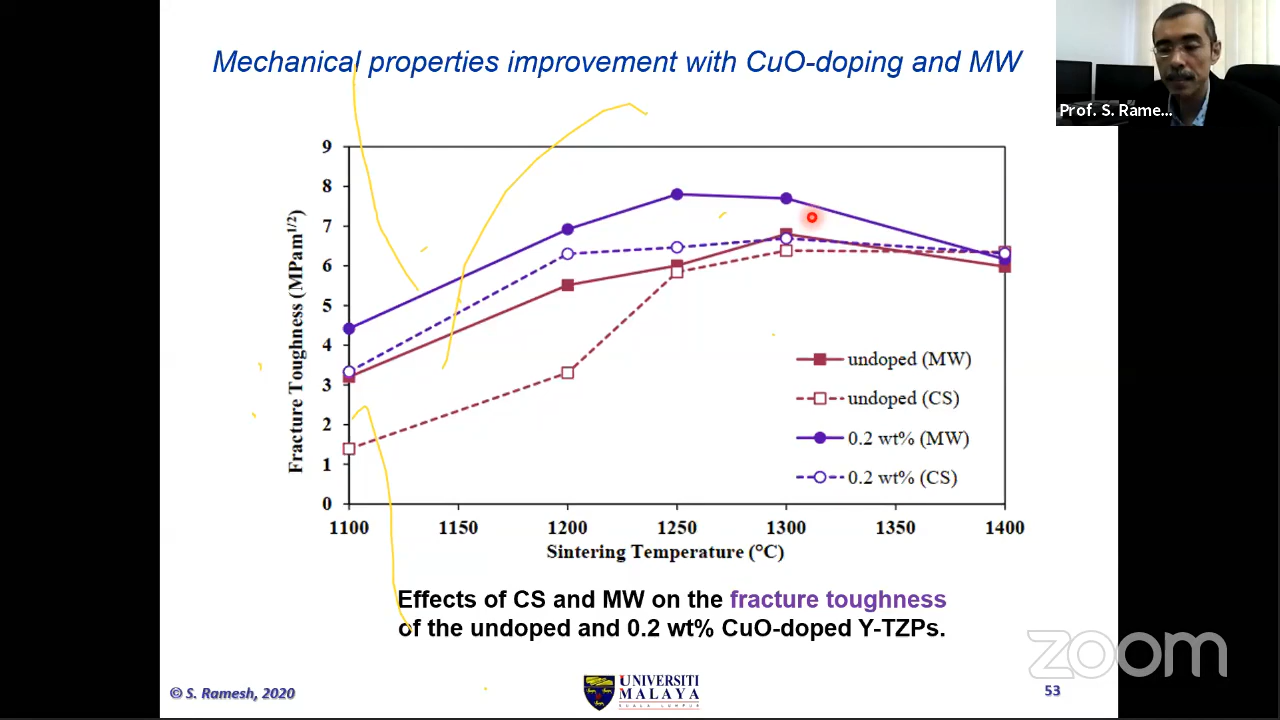 Mechanical properties improvement with CuO-doping and MW
Prof. S. Rame...
9
8
7
6
5
4
3
2
1
0
Fracture Toughness (MPam1/2)
undoped (MW)
undoped (CS)
0.2 wt% (MW)
0.2 wt% (CS)
1100 1150 1200 1250 1300 1350 1400
Sintering Temperature (°C)
Effects of CS and MW on the fracture toughness
of the undoped and 0.2 wt% CuO-doped Y-TZPs.
zoom
© S. Ramesh, 2020
UNIVERSITI
MALAYA
KUALA LUMPUR
53